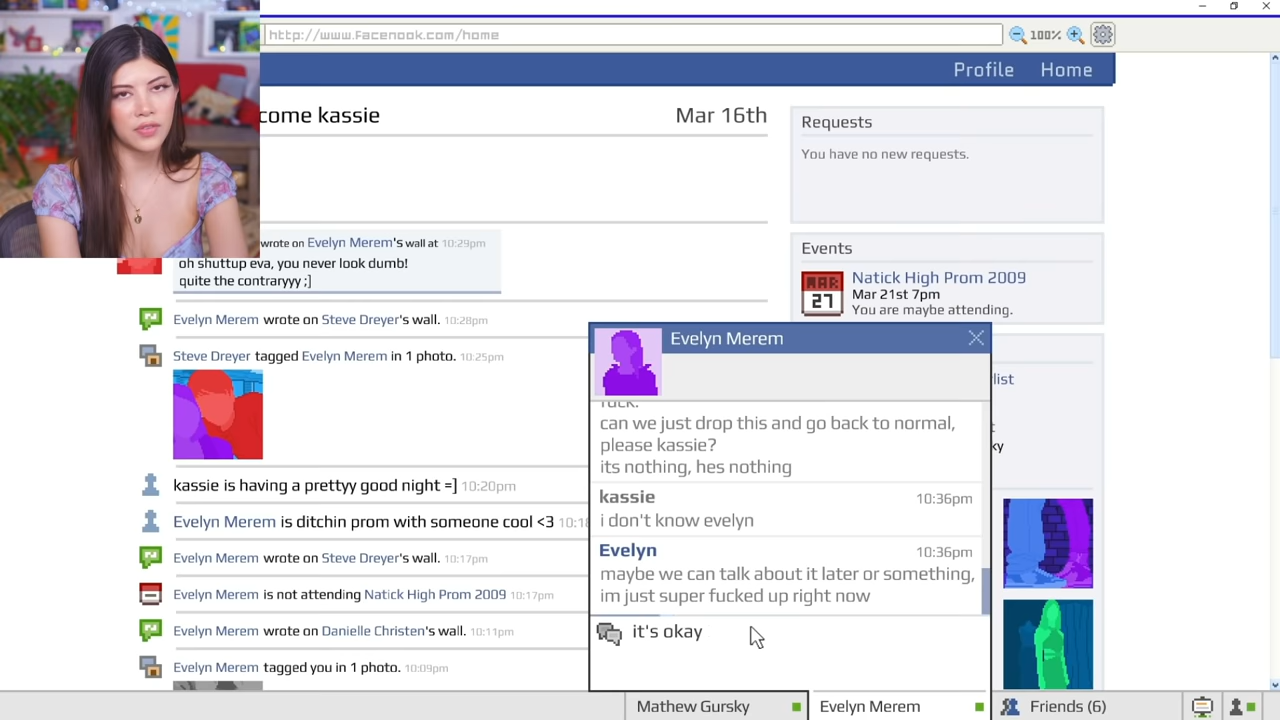 http://www.facenook.com/home
100%
Profile
Home
come kassie
Mar 16th
wrote on Evelyn Merem's wall at 10:29pm
oh shuttup eva, you never look dumb!
quite the contraryyy ;]
Evelyn Merem wrote on Steve Dreyer's wall. 10:28pm
Steve Dreyer tagged Evelyn Merem in 1 photo. 10:25pm
kassie is having a prettyy good night =] 10:20pm
Evelyn Merem is ditchin prom with someone cool <3
Evelyn Merem wrote on Steve Dreyer's wall. 10:17pm
Evelyn Merem is not attending Natick High Prom 2009 10:17pm
Evelyn Merem wrote on Danielle Christen's wall. 10:11pm
Evelyn Merem tagged you in 1 photo. 10:09pm
Requests
You have no new requests.
Events
MAR
27
Natick High Prom 2009
Mar 21st 7pm
You are maybe attending.
Evelyn Merem
can we just drop this and go back to normal,
please kassie?
its nothing, hes nothing
kassie 10:36pm
i don't know evelyn
Evelyn 10:36pm
maybe we can talk about it later or something,
im just super fucked up right now
it's okay
Mathew Gursky
Evelyn Merem
Friends (6)